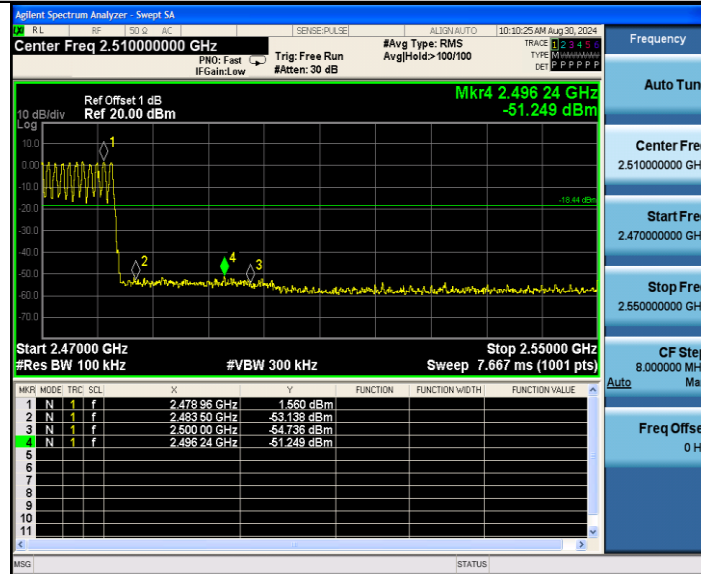 Agilent Spectrum Analyzer - Swept SA
RL RF 50 Ω AC SENSE:PULSE ALIGN AUTO 10:10:25 AM Aug 30, 2024
Center Freq 2.510000000 GHz #Avg Type: RMS TRACE 1 2 3 4 5 6
PNO: Fast Trig: Free Run Avg|Hold:>100/100 TYPE M
IFGain:Low #Atten: 30 dB DET P P P P P P
Mkr4 2.496 24 GHz
-51.249 dBm
Ref Offset 1 dB
10 dB/div Ref 20.00 dBm
Log
10.0
0.00
-10.0
-20.0
-30.0
-40.0
-50.0
-60.0
-70.0
-18.44 dBm
1
2
4
3
Start 2.47000 GHz Stop 2.55000 GHz
#Res BW 100 kHz #VBW 300 kHz Sweep 7.667 ms (1001 pts)
MKR MODE TRC SCL X Y FUNCTION FUNCTION WIDTH FUNCTION VALUE
1 N 1 f 2.478 96 GHz 1.560 dBm
2 N 1 f 2.483 50 GHz -53.138 dBm
3 N 1 f 2.500 00 GHz -54.736 dBm
4 N 1 f 2.496 24 GHz -51.249 dBm
5
6
7
8
9
10
11
MSG STATUS
Frequency
Auto Tun
Center Fre
2.510000000 GH
Start Fre
2.470000000 GH
Stop Fre
2.550000000 GH
CF Step
8.000000 MH
Auto Ma
Freq Offse
0 H